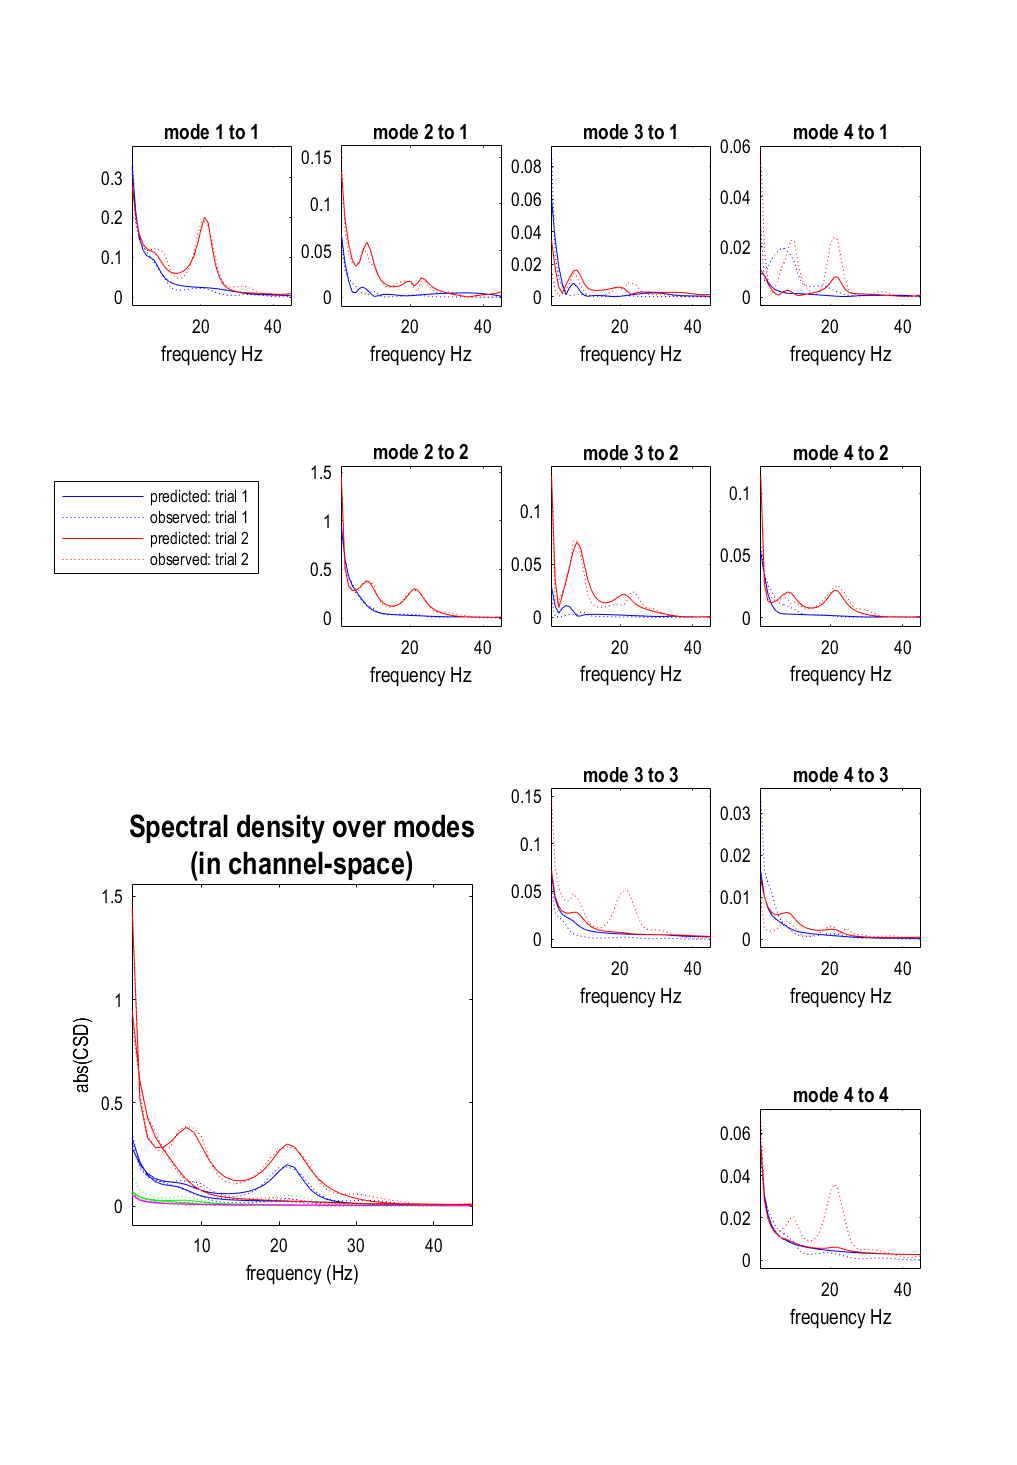 mode 1 to 1
0.3
0.2
0.1
0
20 40
frequency Hz
mode 2 to 1
0.15
0.1
0.05
0
20 40
frequency Hz
mode 3 to 1
0.08
0.06
0.04
0.02
0
20 40
frequency Hz
mode 4 to 1
0.06
0.04
0.02
0
20 40
frequency Hz
predicted: trial 1
observed: trial 1
predicted: trial 2
observed: trial 2
mode 2 to 2
1.5
1
0.5
0
20 40
frequency Hz
mode 3 to 2
0.1
0.05
0
20 40
frequency Hz
mode 4 to 2
0.1
0.05
0
20 40
frequency Hz
mode 3 to 3
0.15
0.1
0.05
0
20 40
frequency Hz
mode 4 to 3
0.03
0.02
0.01
0
20 40
frequency Hz
Spectral density over modes
(in channel-space)
abs(CSD)
1.5
1
0.5
0
10 20 30 40
frequency (Hz)
mode 4 to 4
0.06
0.04
0.02
0
20 40
frequency Hz